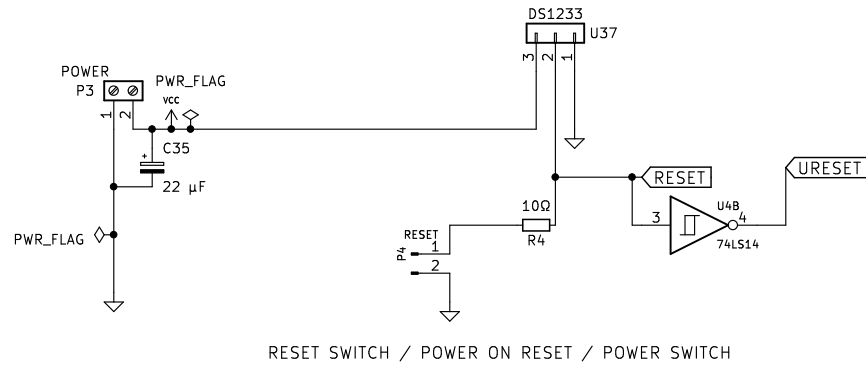 DS1233
U37
3 2 1
POWER
P3
PWR_FLAG
VCC
1 2
C35
+
22 µF
RESET
URESET
10Ω
R4
U4B
3
4
74LS14
PWR_FLAG
RESET
P4
1
2
RESET SWITCH / POWER ON RESET / POWER SWITCH